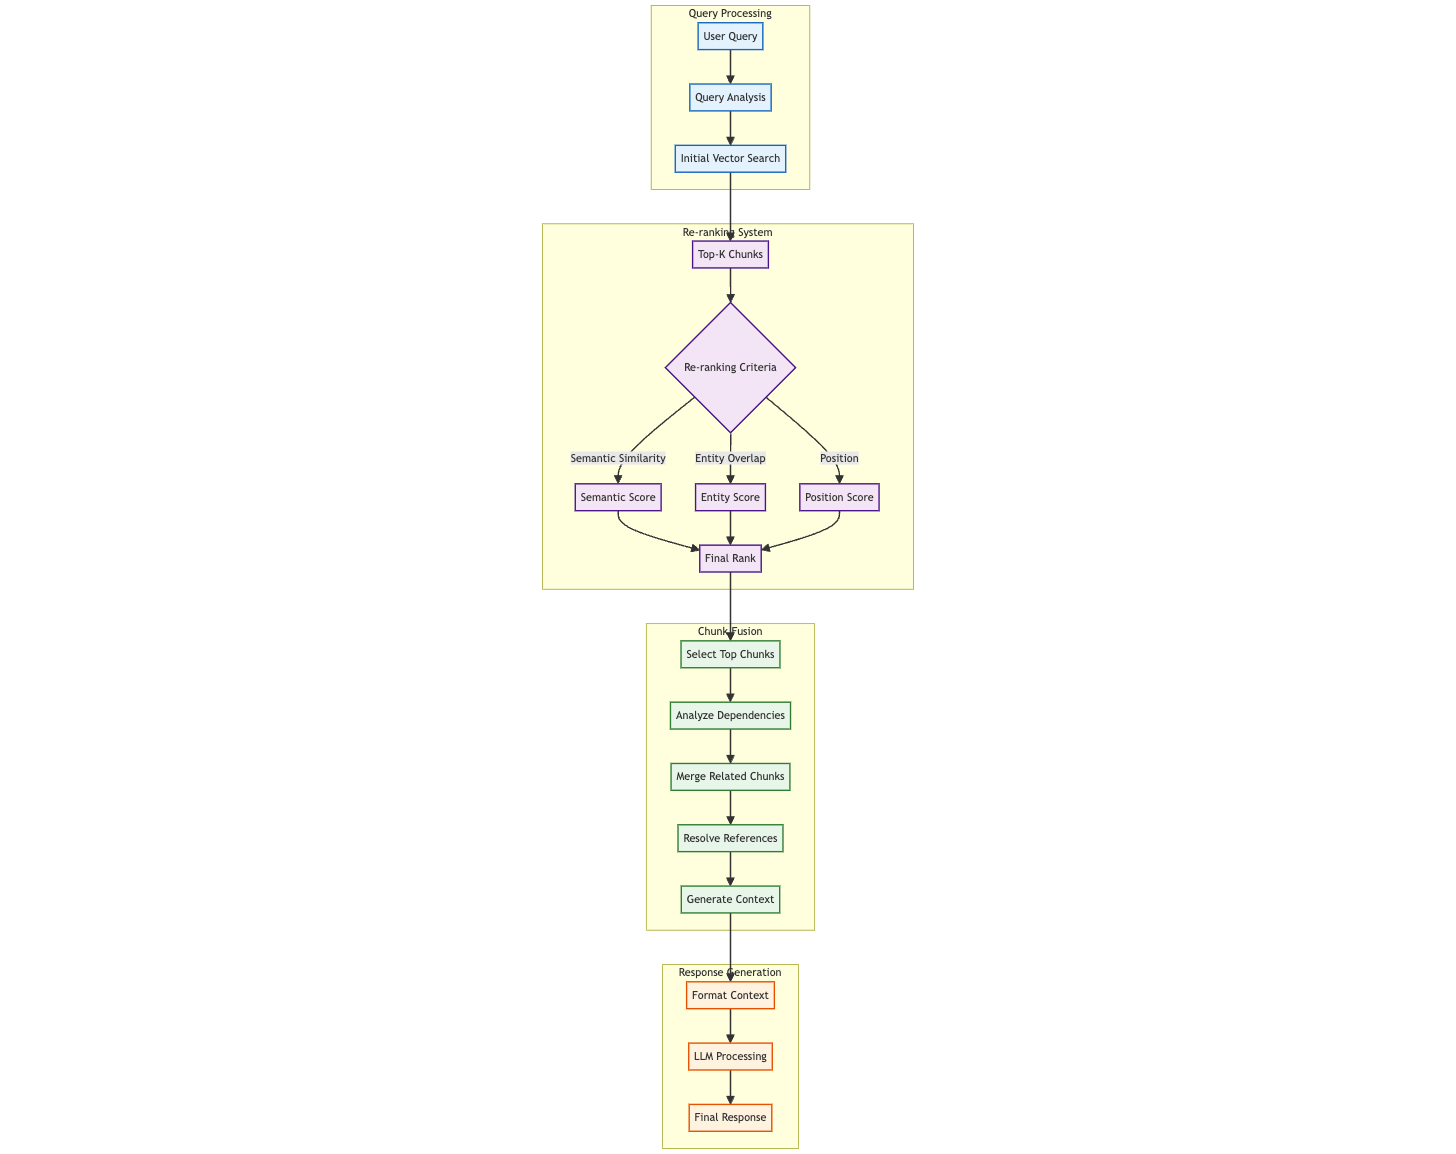 Query Processing
User Query
Query Analysis
Initial Vector Search
Re-ranking System
Top-K Chunks
Re-ranking Criteria
Semantic Similarity
Entity Overlap
Position
Semantic Score
Entity Score
Position Score
Final Rank
Chunk Fusion
Select Top Chunks
Analyze Dependencies
Merge Related Chunks
Resolve References
Generate Context
Response Generation
Format Context
LLM Processing
Final Response